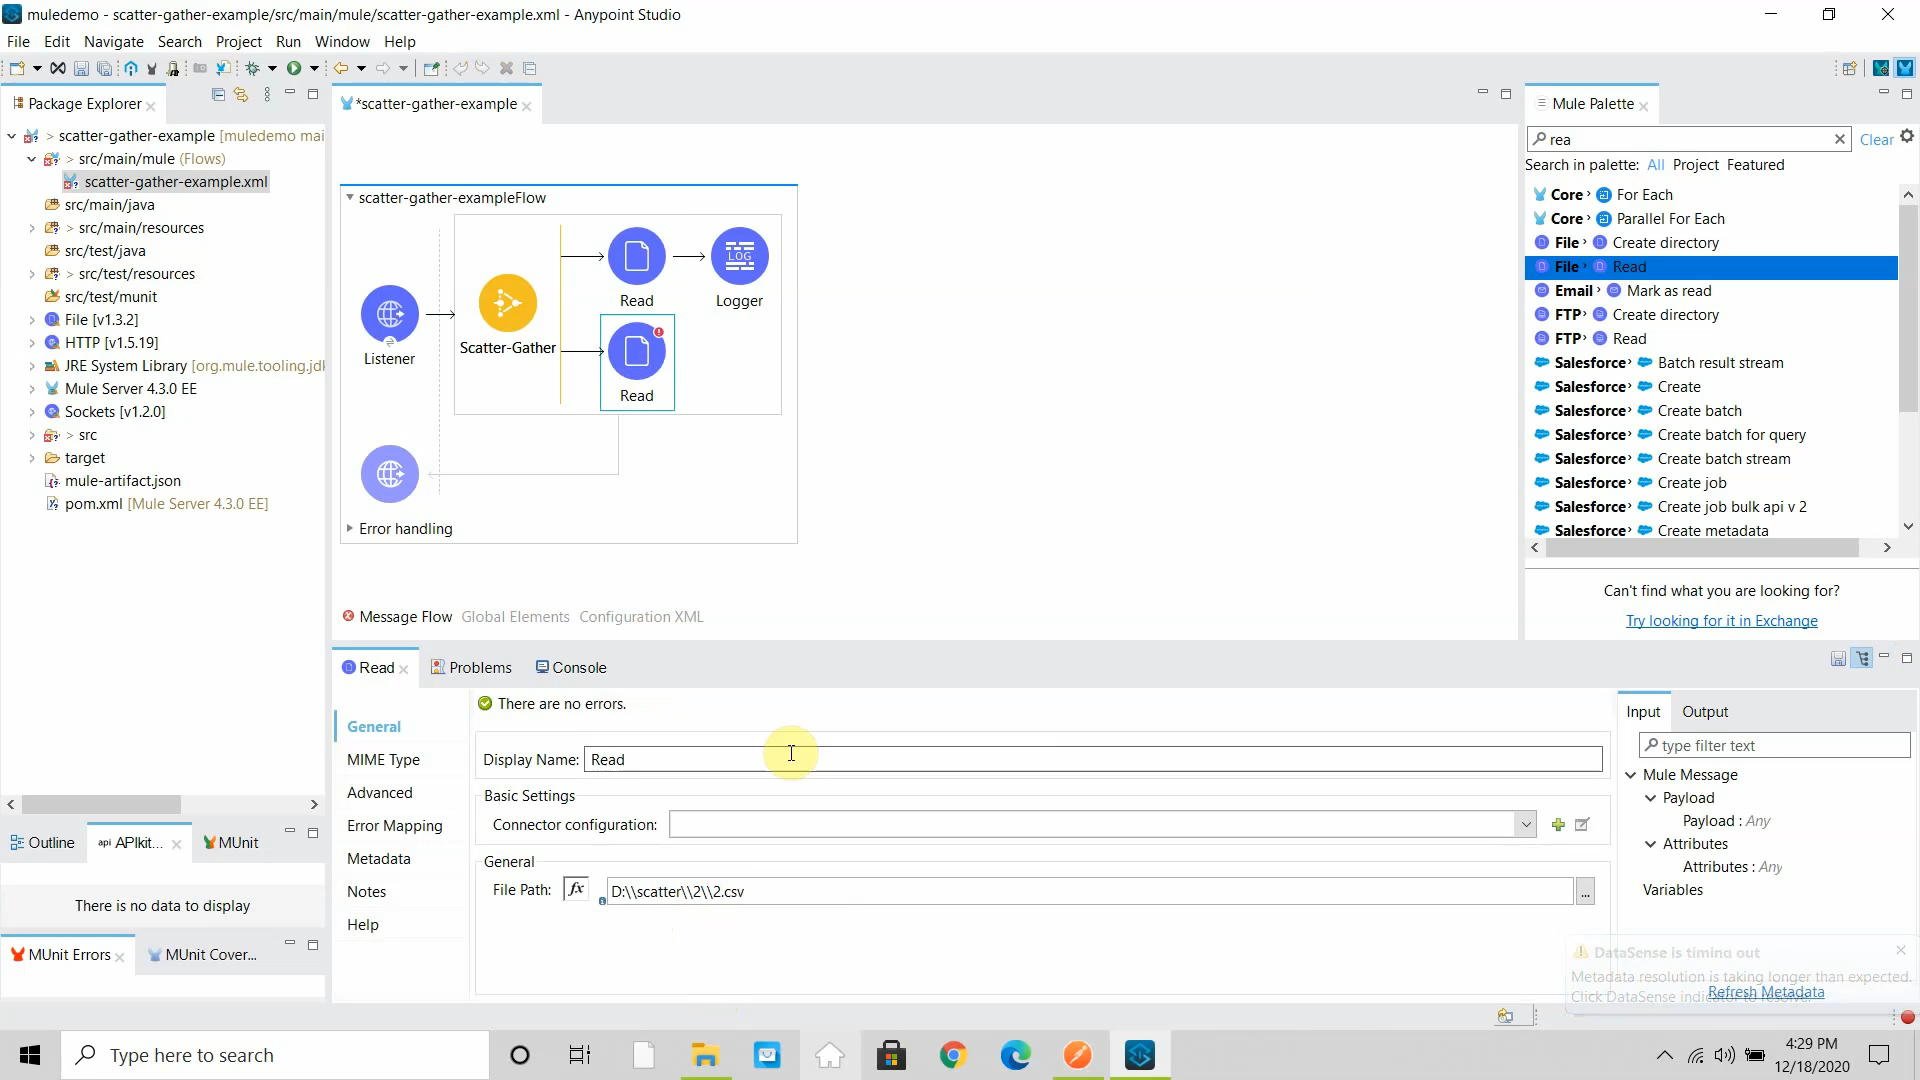 muledemo - scatter-gather-example/src/main/mule/scatter-gather-example.xml - Anypoint Studio
File Edit Navigate Search Project Run Window Help
Package Explorer
*scatter-gather-example
Mule Palette
> scatter-gather-example [muledemo mai
> src/main/mule (Flows)
scatter-gather-example.xml
src/main/java
> src/main/resources
src/test/java
> src/test/resources
src/test/munit
File [v1.3.2]
HTTP [v1.5.19]
JRE System Library [org.mule.tooling.jd
Mule Server 4.3.0 EE
Sockets [v1.2.0]
> src
target
mule-artifact.json
pom.xml [Mule Server 4.3.0 EE]
Outline
api APIkit...
MUnit
There is no data to display
MUnit Errors
MUnit Cover...
scatter-gather-exampleFlow
LOG
Read
Logger
Scatter-Gather
Listener
Read
Error handling
Message Flow Global Elements Configuration XML
rea
Clear
Search in palette: All Project Featured
Core > For Each
Core > Parallel For Each
File > Create directory
File > Read
Email > Mark as read
FTP > Create directory
FTP > Read
Salesforce > Batch result stream
Salesforce > Create
Salesforce > Create batch
Salesforce > Create batch for query
Salesforce > Create batch stream
Salesforce > Create job
Salesforce > Create job bulk api v 2
Salesforce > Create metadata
Can't find what you are looking for?
Try looking for it in Exchange
Read
Problems
Console
General
MIME Type
Advanced
Error Mapping
Metadata
Notes
Help
There are no errors.
Display Name: Read
Basic Settings
Connector configuration:
General
File Path: fx D:\\scatter\\2\\2.csv
...
Input Output
type filter text
Mule Message
Payload
Payload : Any
Attributes
Attributes : Any
Variables
DataSense is timing out
Metadata resolution is taking longer than expected.
Click DataSense indicator to resolve.
Refresh Metadata
Type here to search
4:29 PM
12/18/2020